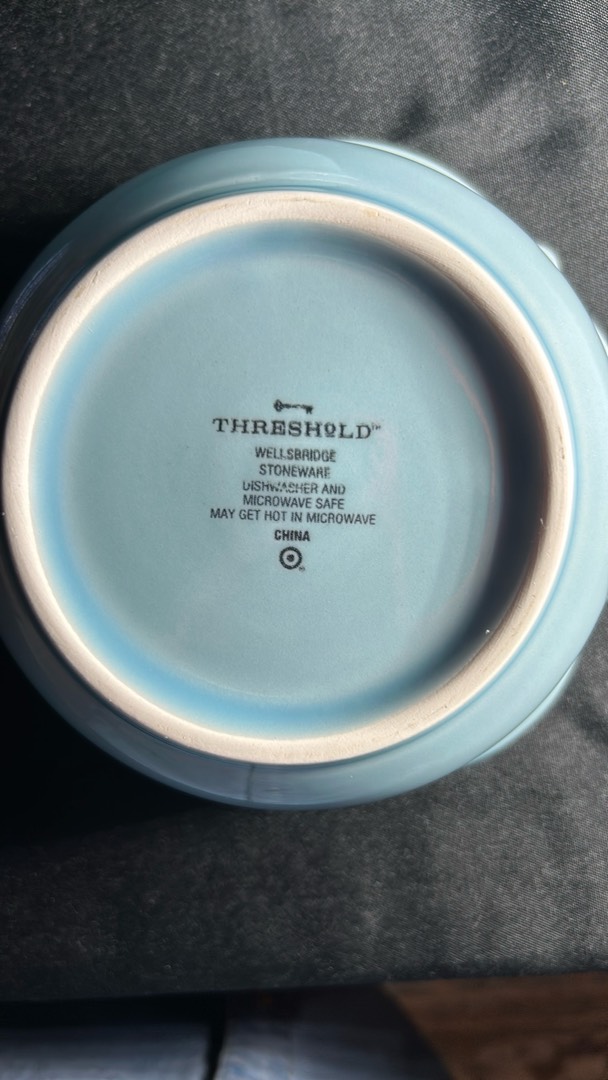 THRESHOLD™
WELLSBRIDGE
STONEWARE
DISHWASHER AND
MICROWAVE SAFE
MAY GET HOT IN MICROWAVE
CHINA